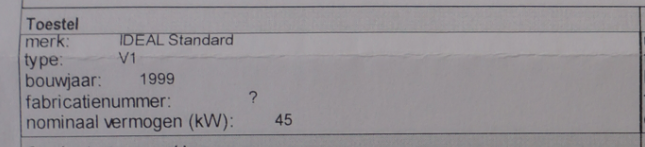 Toestel
merk: IDEAL Standard
type: V1
bouwjaar: 1999
fabricatienummer: ?
nominaal vermogen (kW): 45